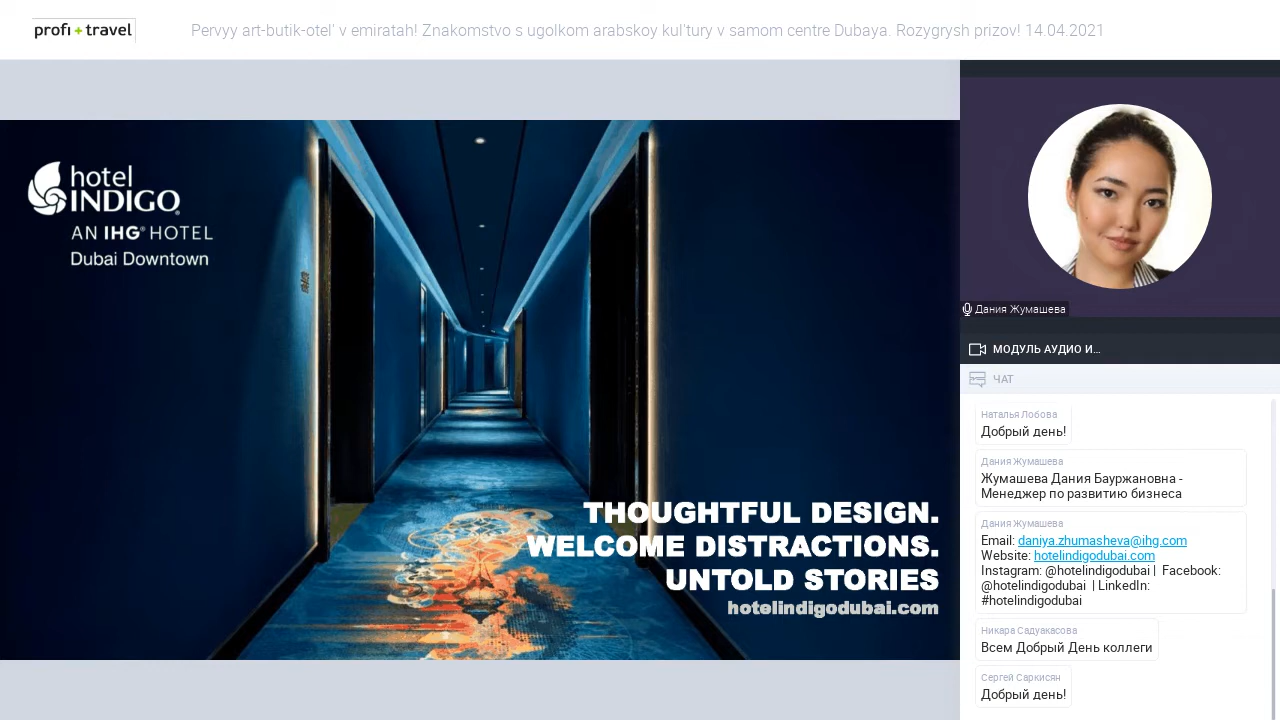 profi + travel
Pervyy art-butik-otel' v emiratah! Znakomstvo s ugolkom arabskoy kul'tury v samom centre Dubaya. Rozygrysh prizov! 14.04.2021
hotel
INDIGO®
AN IHG® HOTEL
Dubai Downtown
THOUGHTFUL DESIGN.
WELCOME DISTRACTIONS.
UNTOLD STORIES
hotelindigodubai.com
Дания Жумашева
МОДУЛЬ АУДИО И...
ЧАТ
Наталья Лобова
Добрый день!
Дания Жумашева
Жумашева Дания Бауржановна -
Менеджер по развитию бизнеса
Дания Жумашева
Email: daniya.zhumasheva@ihg.com
Website: hotelindigodubai.com
Instagram: @hotelindigodubai | Facebook:
@hotelindigodubai | LinkedIn:
#hotelindigodubai
Никара Садуакасова
Всем Добрый День коллеги
Сергей Саркисян
Добрый день!